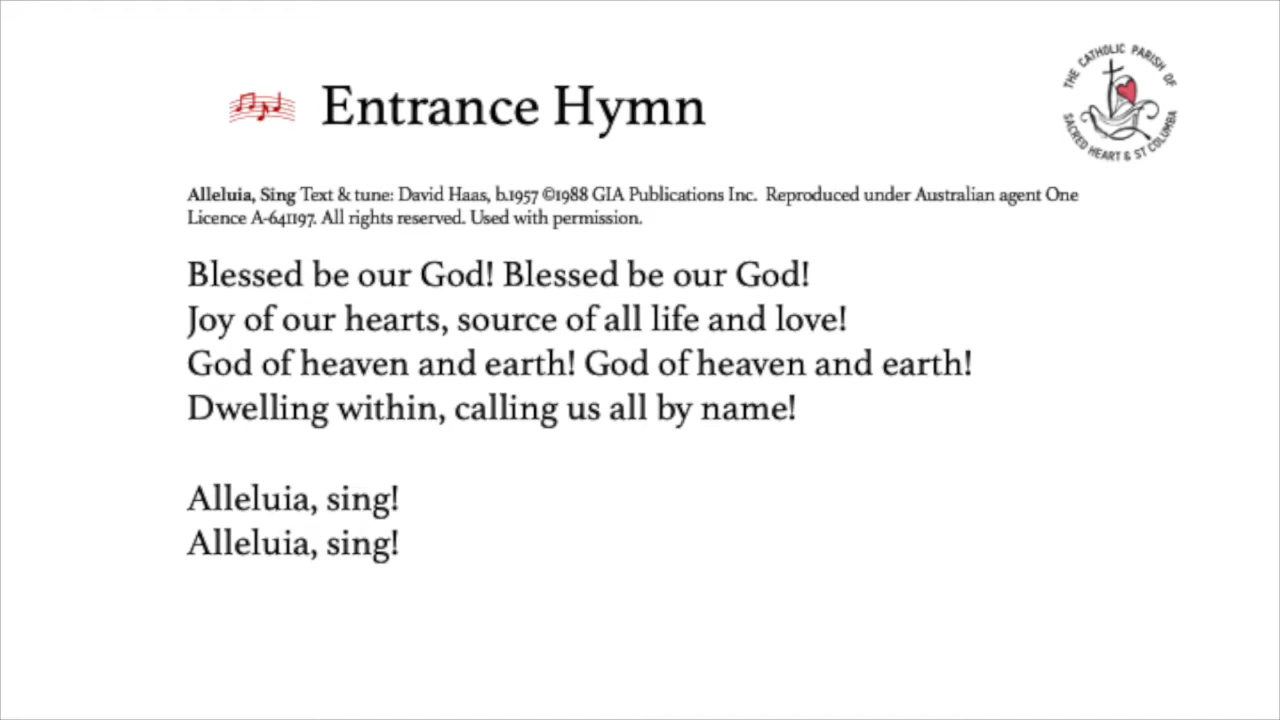 Entrance Hymn
THE CATHOLIC PARISH OF
SACRED HEART & ST COLUMBA
Alleluia, Sing Text & tune: David Haas, b.1957 ©1988 GIA Publications Inc. Reproduced under Australian agent One
Licence A-641197. All rights reserved. Used with permission.
Blessed be our God! Blessed be our God!
Joy of our hearts, source of all life and love!
God of heaven and earth! God of heaven and earth!
Dwelling within, calling us all by name!
Alleluia, sing!
Alleluia, sing!